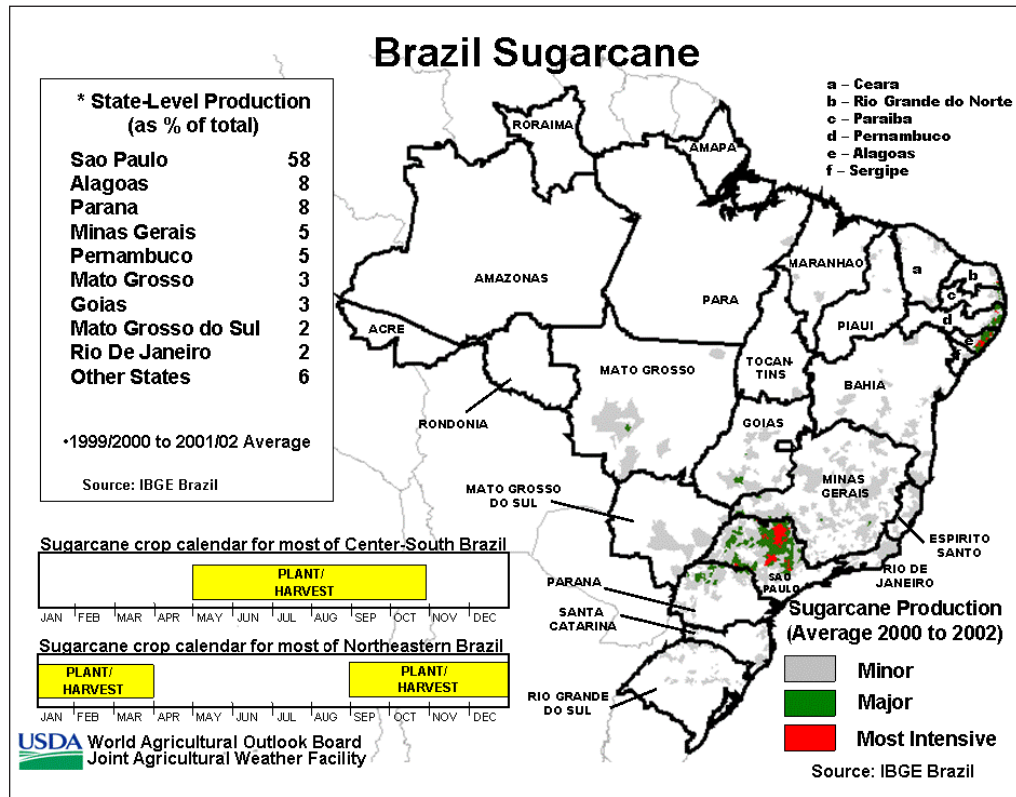 Brazil Sugarcane
* State-Level Production
(as % of total)
Sao Paulo 58
Alagoas 8
Parana 8
Minas Gerais 5
Pernambuco 5
Mato Grosso 3
Goias 3
Mato Grosso do Sul 2
Rio De Janeiro 2
Other States 6
•1999/2000 to 2001/02 Average
Source: IBGE Brazil
a – Ceara
b – Rio Grande do Norte
c – Paraiba
d – Pernambuco
e – Alagoas
f – Sergipe
RORAIMA
AMAPA
AMAZONAS
PARA
MARANHAO
a
b
c
d
e
f
PIAUI
ACRE
TOCAN-
TINS
MATO GROSSO
BAHIA
RONDONIA
GOIAS
MATO GROSSO
DO SUL
MINAS
GERAIS
ESPIRITO
SANTO
RIO DE
JANEIRO
SAO
PAULO
PARANA
SANTA
CATARINA
RIO GRANDE
DO SUL
Sugarcane crop calendar for most of Center-South Brazil
PLANT/
HARVEST
JAN FEB MAR APR MAY JUN JUL AUG SEP OCT NOV DEC
Sugarcane crop calendar for most of Northeastern Brazil
PLANT/
HARVEST
PLANT/
HARVEST
JAN FEB MAR APR MAY JUN JUL AUG SEP OCT NOV DEC
Sugarcane Production
(Average 2000 to 2002)
Minor
Major
Most Intensive
Source: IBGE Brazil
USDA World Agricultural Outlook Board
Joint Agricultural Weather Facility